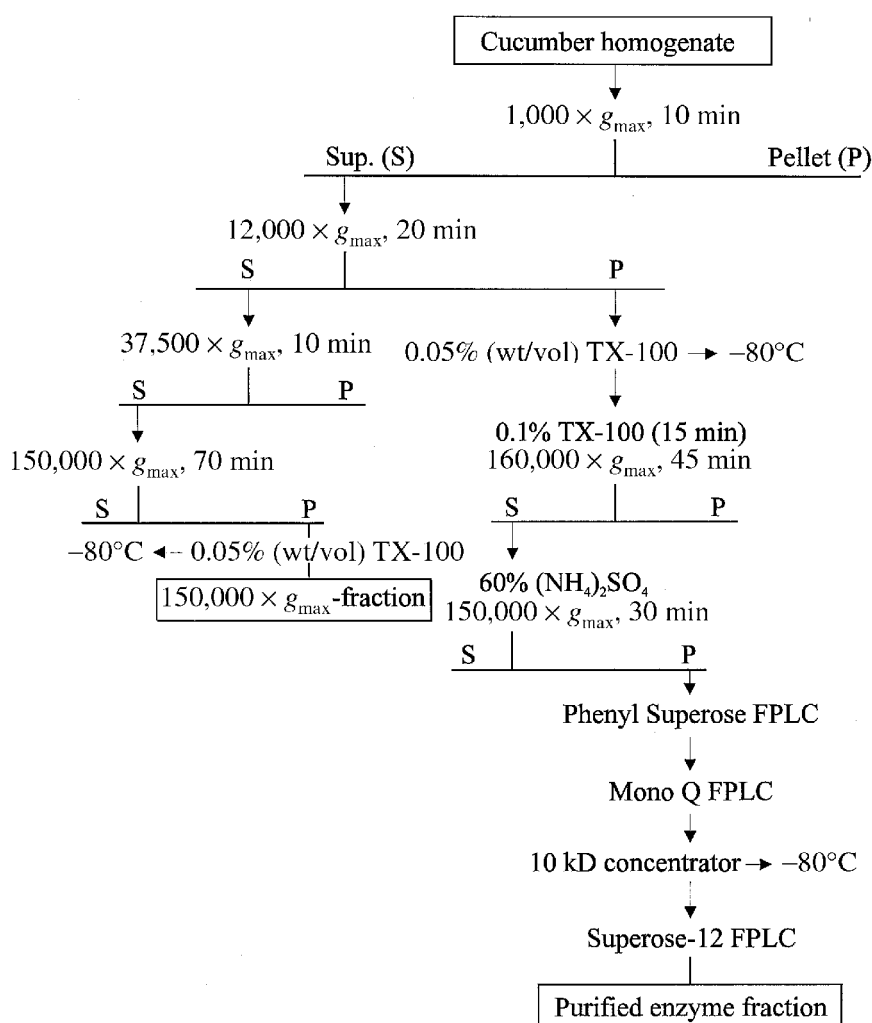 Cucumber homogenate
1,000 × gmax, 10 min
Sup. (S) Pellet (P)
12,000 × gmax, 20 min
S P
37,500 × gmax, 10 min
0.05% (wt/vol) TX-100 → –80°C
S P
0.1% TX-100 (15 min)
150,000 × gmax, 70 min
160,000 × gmax, 45 min
S P
S P
–80°C ← 0.05% (wt/vol) TX-100
150,000 × gmax-fraction
60% (NH4)2SO4
150,000 × gmax, 30 min
S P
Phenyl Superose FPLC
Mono Q FPLC
10 kD concentrator → –80°C
Superose-12 FPLC
Purified enzyme fraction